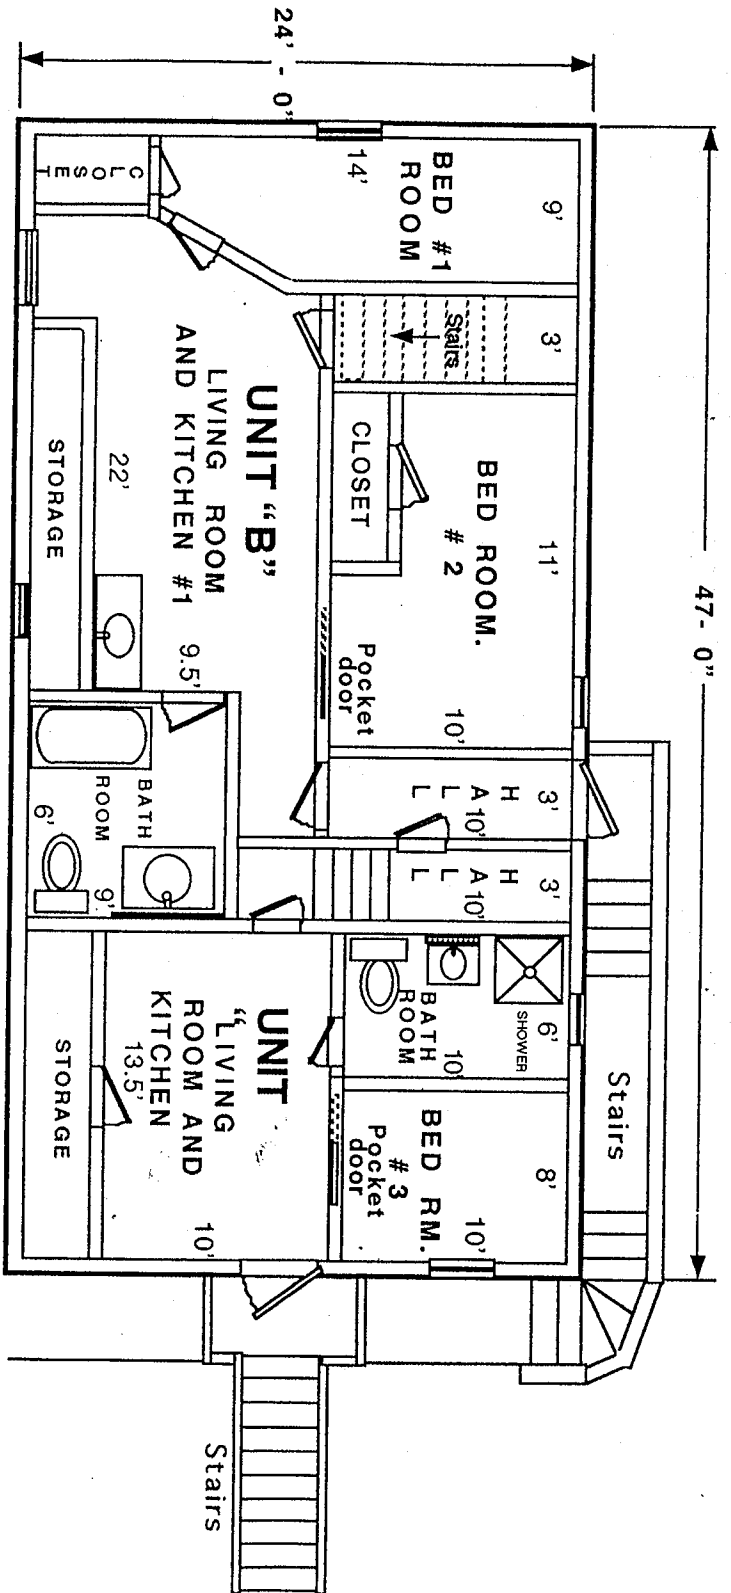 47- 0”
24' - 0”
9'
BED #1
ROOM
14'
CLOSET
3'
Stairs
11'
BED ROOM.
# 2
10'
CLOSET
Pocket
door
UNIT “B”
LIVING ROOM
AND KITCHEN #1
22'
9.5'
STORAGE
3'
HALL
10'
3'
HALL
10'
BATH
ROOM
6'
9'
6'
SHOWER
BATH
ROOM
10'
8'
BED RM.
# 3
10'
Pocket
door
UNIT
“
LIVING
ROOM AND
KITCHEN
13.5'
10'
STORAGE
Stairs
Stairs